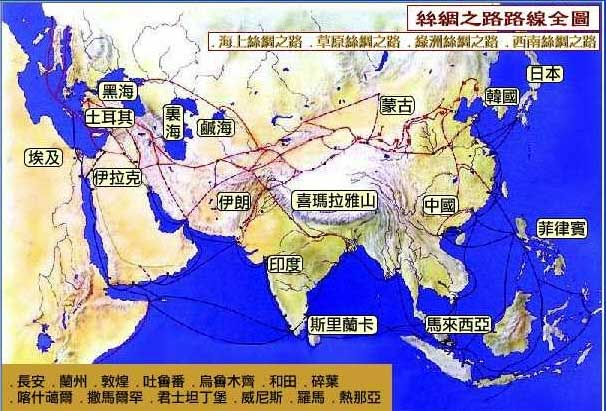 絲綢之路路線全圖
. 海上絲綢之路 . 草原絲綢之路 . 綠洲絲綢之路 . 西南絲綢之路
日本
黑海
蒙古
韓國
土耳其
裏海
鹹海
埃及
伊拉克
伊朗
喜瑪拉雅山
中國
菲律賓
印度
斯里蘭卡
馬來西亞
. 長安 . 蘭州 . 敦煌 . 吐魯番 . 烏魯木齊 . 和田 . 碎葉
. 喀什噶爾 . 撒馬爾罕 . 君士坦丁堡 . 威尼斯 . 羅馬 . 熱那亞